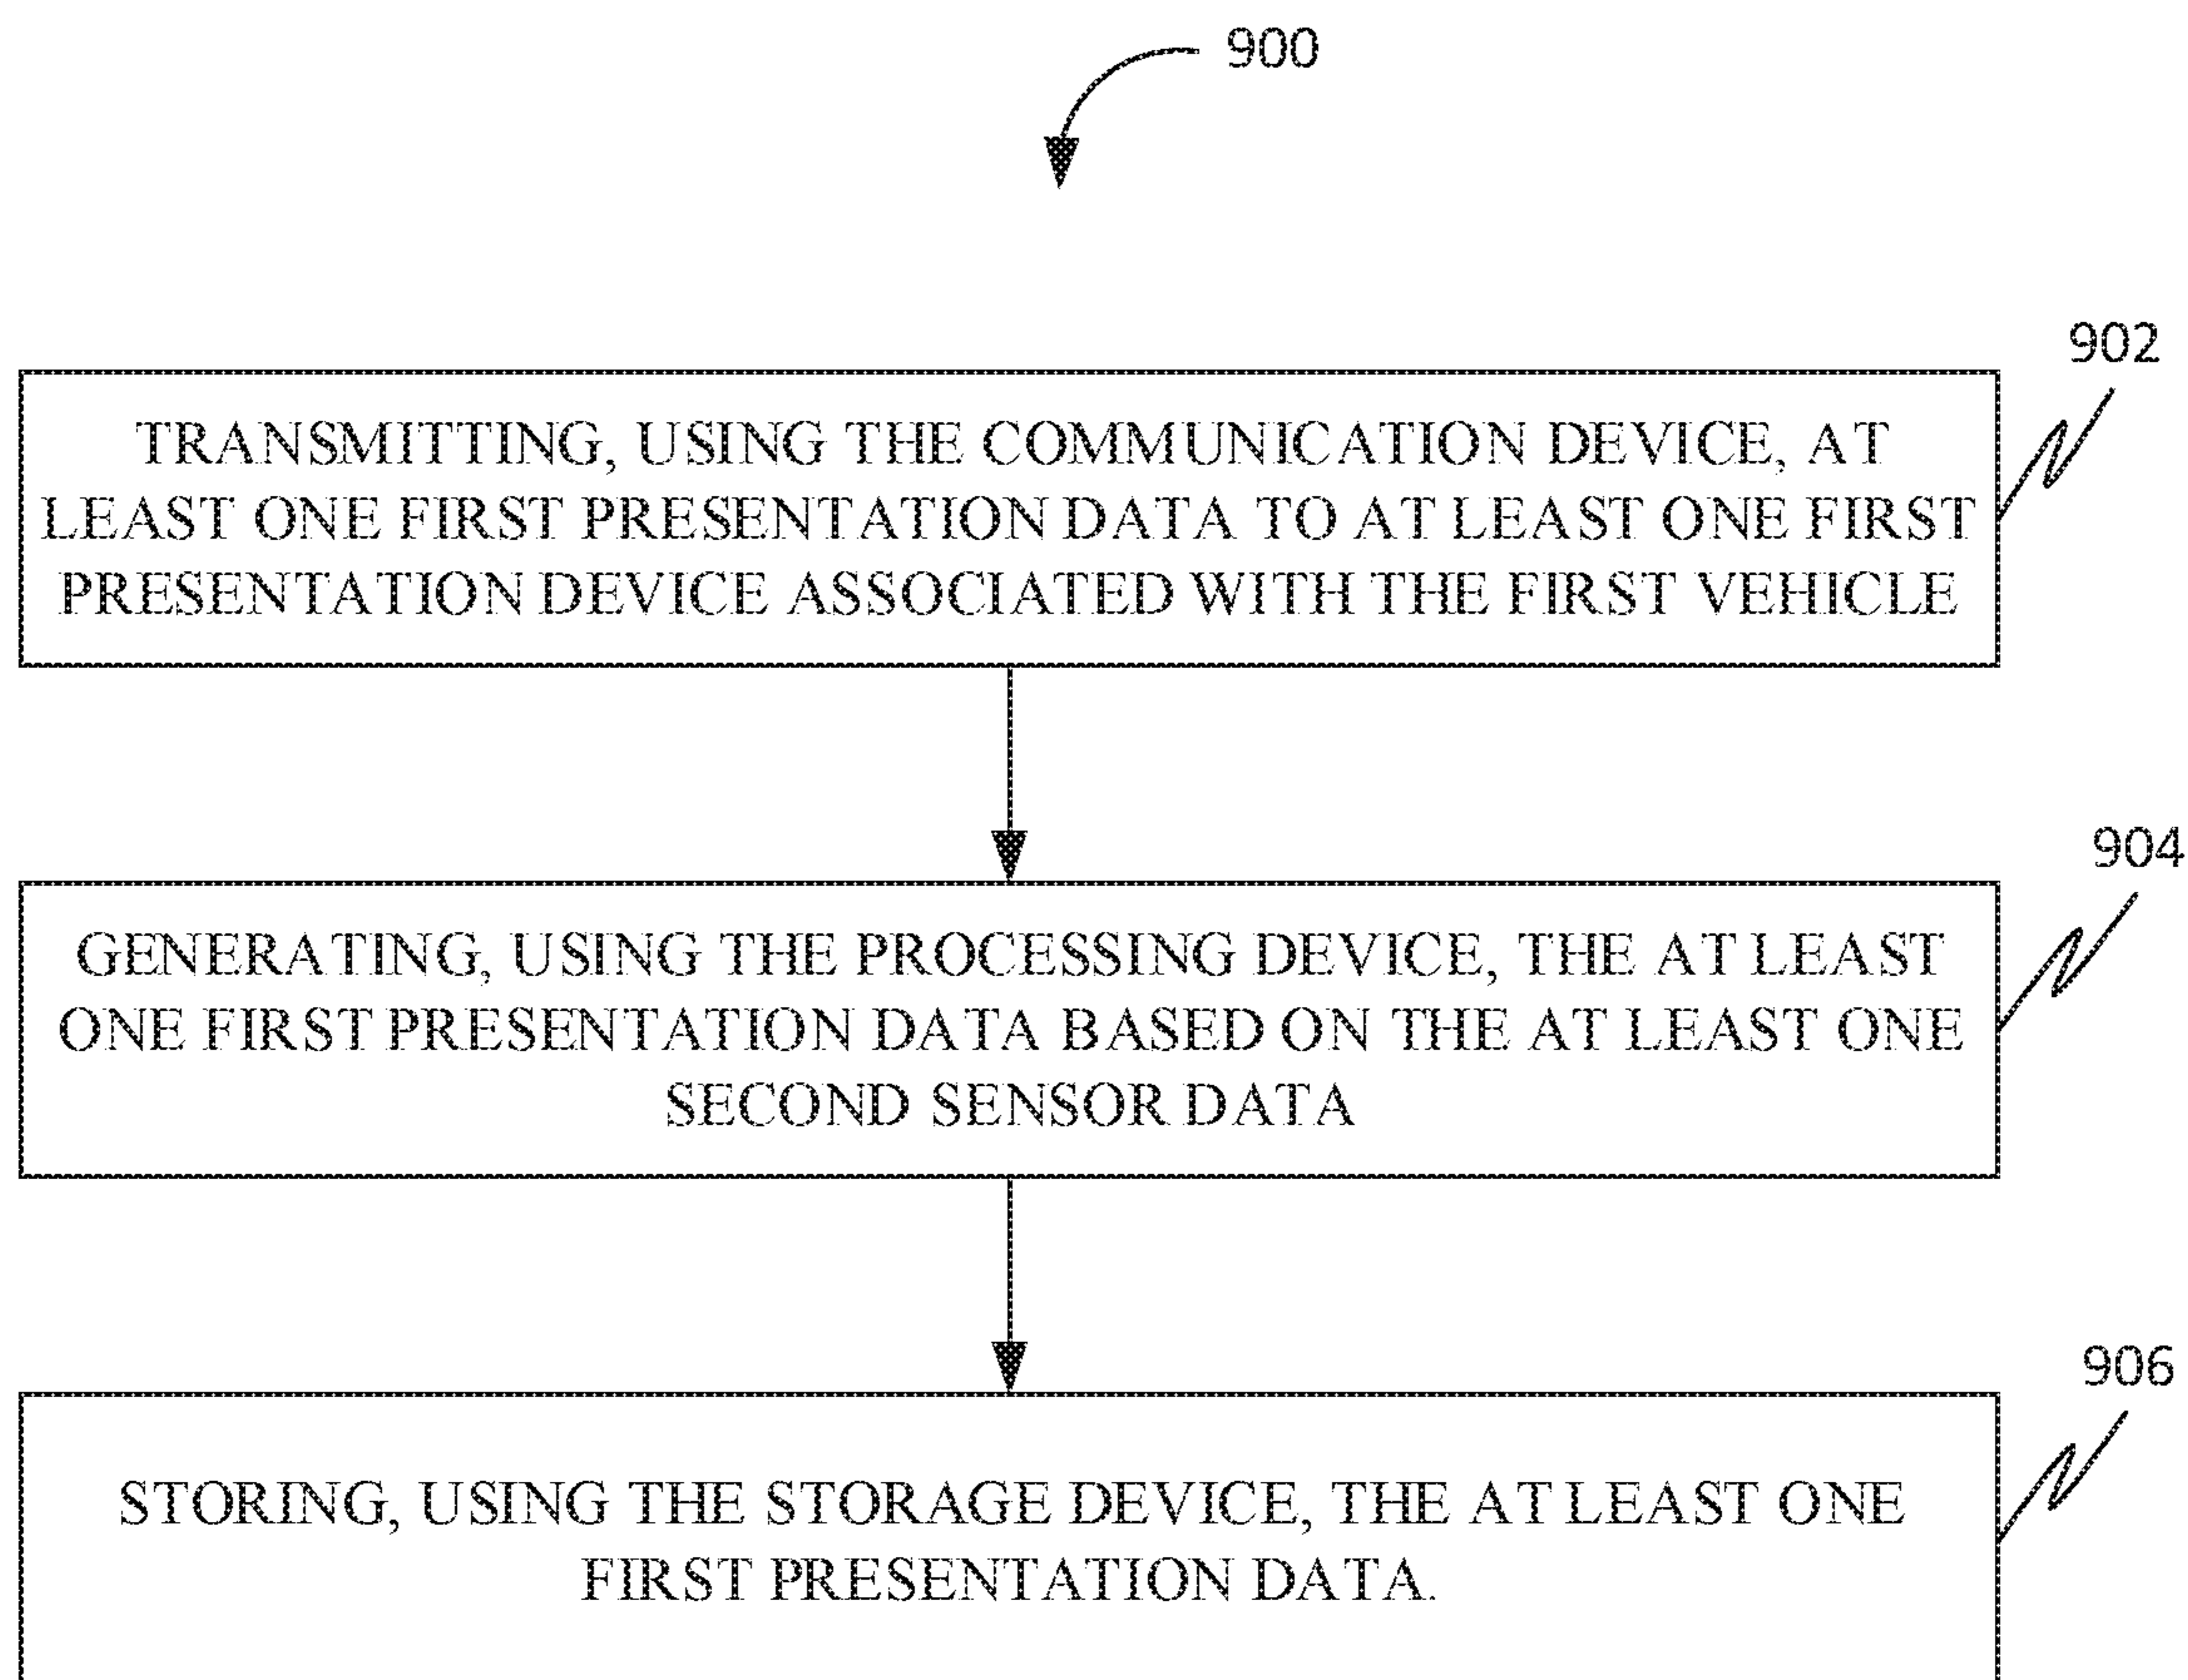 900
902
TRANSMITTING, USING THE COMMUNICATION DEVICE, AT
LEAST ONE FIRST PRESENTATION DATA TO AT LEAST ONE FIRST
PRESENTATION DEVICE ASSOCIATED WITH THE FIRST VEHICLE
904
GENERATING, USING THE PROCESSING DEVICE, THE AT LEAST
ONE FIRST PRESENTATION DATA BASED ON THE AT LEAST ONE
SECOND SENSOR DATA
906
STORING, USING THE STORAGE DEVICE, THE AT LEAST ONE
FIRST PRESENTATION DATA.